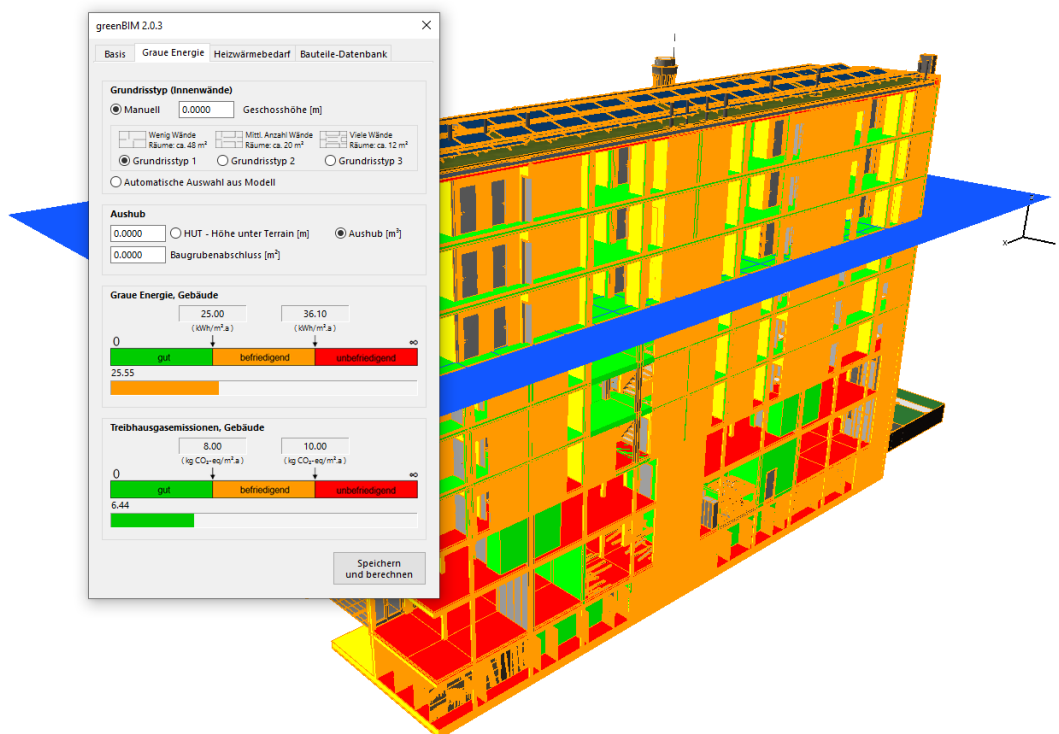 greenBIM 2.0.3
Basis Graue Energie Heizwärmebedarf Bauteile-Datenbank
Grundrisstyp (Innenwände)
Manuell 0.0000 Geschosshöhe [m]
Wenig Wände Mittl. Anzahl Wände Viele Wände
Räume: ca. 48 m² Räume: ca. 20 m² Räume: ca. 12 m²
Grundrisstyp 1 Grundrisstyp 2 Grundrisstyp 3
Automatische Auswahl aus Modell
Aushub
0.0000 HUT - Höhe unter Terrain [m] Aushub [m³]
0.0000 Baugrubenabschluss [m²]
Graue Energie, Gebäude
25.00 36.10
(kWh/m².a) (kWh/m².a)
0 ∞
gut befriedigend unbefriedigend
25.55
Treibhausgasemissionen, Gebäude
8.00 10.00
(kg CO₂-eq/m².a) (kg CO₂-eq/m².a)
0 ∞
gut befriedigend unbefriedigend
6.44
Speichern
und berechnen
x